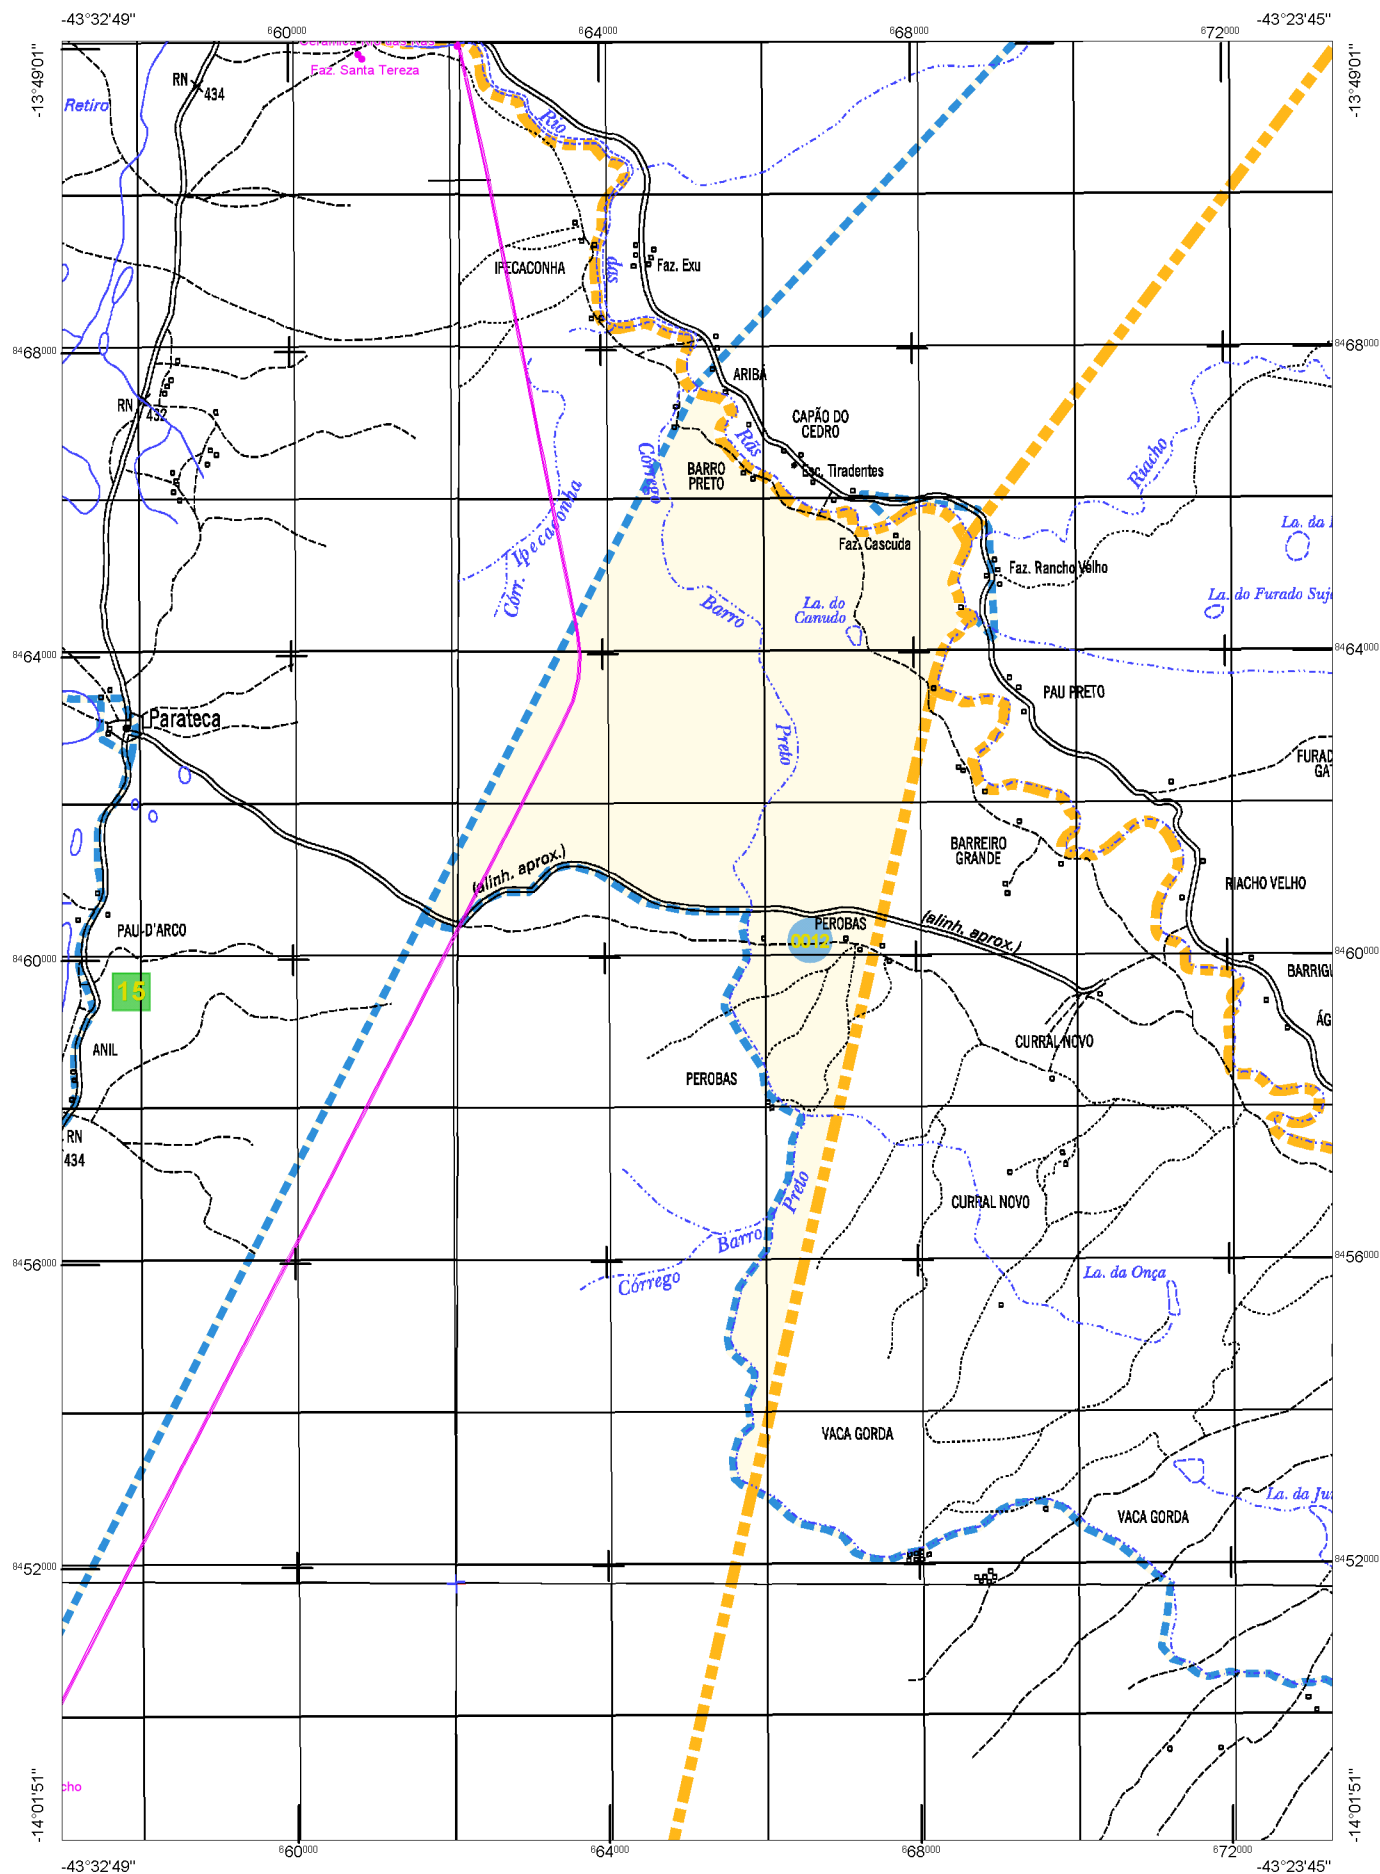 -43°32'49"
-43°23'45"
660000
664000
668000
672000
-13°49'01"
-13°49'01"
Faz. Santa Tereza
RN
434
Retiro
Rio
IPECACONHA
das
Faz. Exu
8468000
8468000
ARIBÁ
RN
432
CAPÃO DO
CEDRO
Rãs
Riacho
Córrego
BARRO
PRETO
Esc. Tiradentes
Córr. Ipecaconha
La. da
Faz. Cascuda
Faz. Rancho Velho
La. do Furado Suj
Barro
La. do
Canudo
8464000
8464000
PAU PRETO
Parateca
Preto
FURAD
GA
BARREIRO
GRANDE
(alinh. aprox.)
RIACHO VELHO
PAU-D'ARCO
PEROBAS
(alinh. aprox.)
0012
8460000
8460000
BARRIGU
15
ÁG
ANIL
CURRAL NOVO
PEROBAS
RN
434
Preto
CURRAL NOVO
Barro
8456000
8456000
Córrego
La. da Onça
VACA GORDA
La. da Jur
VACA GORDA
8452000
8452000
cho
-14°01'51"
-14°01'51"
660000
664000
668000
672000
-43°32'49"
-43°23'45"